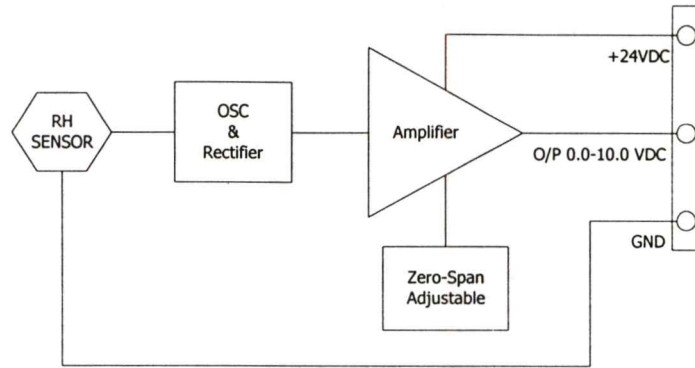 +24VDC
RH
SENSOR
OSC
&
Rectifier
Amplifier
O/P 0.0-10.0 VDC
GND
Zero-Span
Adjustable